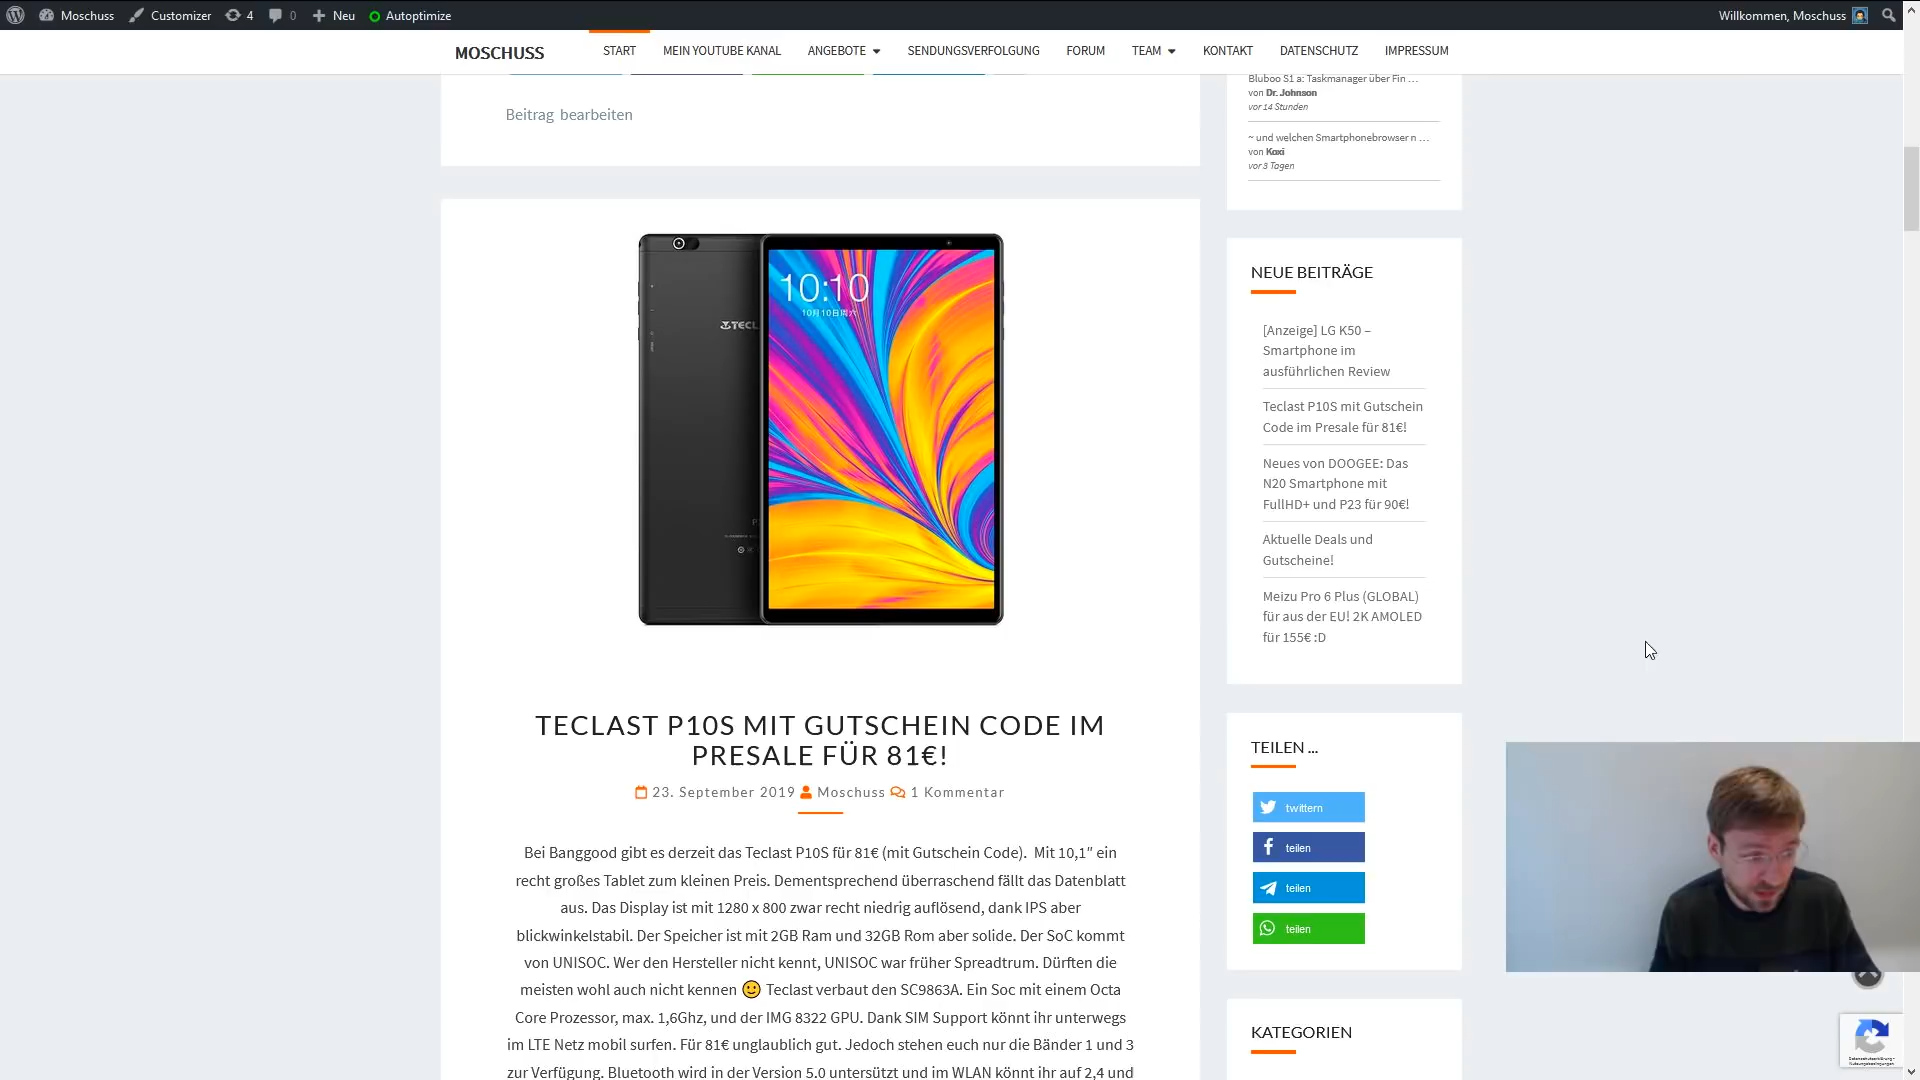 Moschuss
Customizer
4
0
Neu
Autoptimize
Willkommen, Moschuss
MOSCHUSS
START
MEIN YOUTUBE KANAL
ANGEBOTE
SENDUNGSVERFOLGUNG
FORUM
TEAM
KONTAKT
DATENSCHUTZ
IMPRESSUM
Beitrag bearbeiten
10:10
TECL
TECLAST P10S MIT GUTSCHEIN CODE IM
PRESALE FÜR 81€!
23. September 2019 Moschuss 1 Kommentar
Bei Banggood gibt es derzeit das Teclast P10S für 81€ (mit Gutschein Code). Mit 10,1″ ein
recht großes Tablet zum kleinen Preis. Dementsprechend überraschend fällt das Datenblatt
aus. Das Display ist mit 1280 x 800 zwar recht niedrig auflösend, dank IPS aber
blickwinkelstabil. Der Speicher ist mit 2GB Ram und 32GB Rom aber solide. Der SoC kommt
von UNISOC. Wer den Hersteller nicht kennt, UNISOC war früher Spreadtrum. Dürften die
meisten wohl auch nicht kennen 🙂 Teclast verbaut den SC9863A. Ein Soc mit einem Octa
Core Prozessor, max. 1,6Ghz, und der IMG 8322 GPU. Dank SIM Support könnt ihr unterwegs
im LTE Netz mobil surfen. Für 81€ unglaublich gut. Jedoch stehen euch nur die Bänder 1 und 3
zur Verfügung. Bluetooth wird in der Version 5.0 untersützt und im WLAN könnt ihr auf 2,4 und
Bluboo S1 a: Taskmanager über Fin …
von Dr. Johnson
vor 14 Stunden
~ und welchen Smartphonebrowser n …
von Koxi
vor 3 Tagen
NEUE BEITRÄGE
[Anzeige] LG K50 –
Smartphone im
ausführlichen Review
Teclast P10S mit Gutschein
Code im Presale für 81€!
Neues von DOOGEE: Das
N20 Smartphone mit
FullHD+ und P23 für 90€!
Aktuelle Deals und
Gutscheine!
Meizu Pro 6 Plus (GLOBAL)
für aus der EU! 2K AMOLED
für 155€ :D
TEILEN ...
twittern
teilen
teilen
teilen
KATEGORIEN